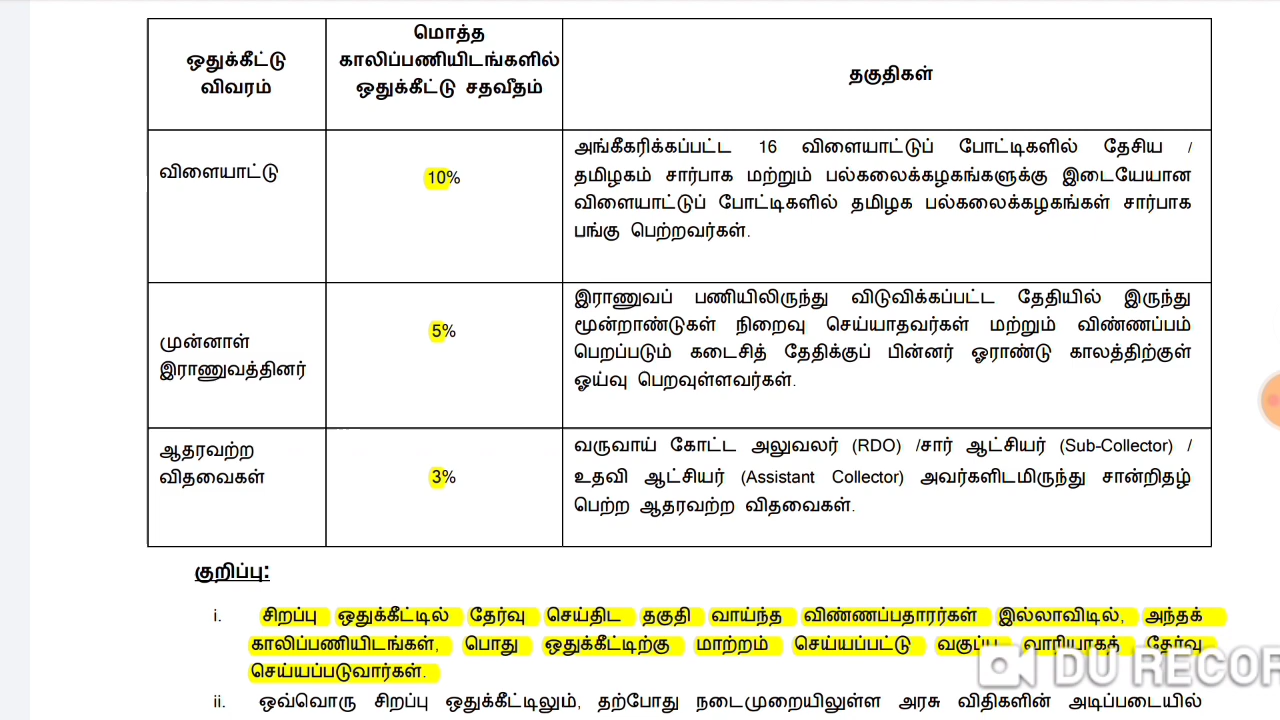 ஒதுக்கீட்டு
விவரம்
மொத்த
காலிப்பணியிடங்களில்
ஒதுக்கீட்டு சதவீதம்
தகுதிகள்
விளையாட்டு
10%
அங்கீகரிக்கப்பட்ட 16 விளையாட்டுப் போட்டிகளில் தேசிய /
தமிழகம் சார்பாக மற்றும் பல்கலைக்கழகங்களுக்கு இடையேயான
விளையாட்டுப் போட்டிகளில் தமிழக பல்கலைக்கழகங்கள் சார்பாக
பங்கு பெற்றவர்கள்.
முன்னாள்
இராணுவத்தினர்
5%
இராணுவப் பணியிலிருந்து விடுவிக்கப்பட்ட தேதியில் இருந்து
மூன்றாண்டுகள் நிறைவு செய்யாதவர்கள் மற்றும் விண்ணப்பம்
பெறப்படும் கடைசித் தேதிக்குப் பின்னர் ஓராண்டு காலத்திற்குள்
ஓய்வு பெறவுள்ளவர்கள்.
ஆதரவற்ற
விதவைகள்
3%
வருவாய் கோட்ட அலுவலர் (RDO) /சார் ஆட்சியர் (Sub-Collector) /
உதவி ஆட்சியர் (Assistant Collector) அவர்களிடமிருந்து சான்றிதழ்
பெற்ற ஆதரவற்ற விதவைகள்.
குறிப்பு:
i. சிறப்பு ஒதுக்கீட்டில் தேர்வு செய்திட தகுதி வாய்ந்த விண்ணப்பதாரர்கள் இல்லாவிடில், அந்தக்
காலிப்பணியிடங்கள், பொது ஒதுக்கீட்டிற்கு மாற்றம் செய்யப்பட்டு வகுப்பு வாரியாகத் தேர்வு
செய்யப்படுவார்கள்.
DU RECOR
ii. ஒவ்வொரு சிறப்பு ஒதுக்கீட்டிலும், தற்போது நடைமுறையிலுள்ள அரசு விதிகளின் அடிப்படையில்